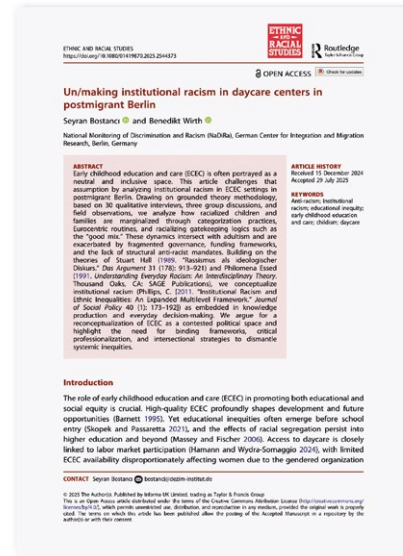 ETHNIC AND RACIAL STUDIES
https://doi.org/10.1080/01419870.2025.2544373
ETHNIC
AND
RACIAL
STUDIES
Routledge
Taylor & Francis Group
OPEN ACCESS
Check for updates
Un/making institutional racism in daycare centers in
postmigrant Berlin
Seyran Bostancı and Benedikt Wirth
National Monitoring of Discrimination and Racism (NaDiRa), German Center for Integration and Migration
Research, Berlin, Germany
ABSTRACT
Early childhood education and care (ECEC) is often portrayed as a
neutral and inclusive space. This article challenges that
assumption by analyzing institutional racism in ECEC settings in
postmigrant Berlin. Drawing on grounded theory methodology,
based on 30 qualitative interviews, three group discussions, and
field observations, we analyze how racialized children and
families are marginalized through categorization practices,
Eurocentric routines, and racializing gatekeeping logics such as
the "good mix." These dynamics intersect with adultism and are
exacerbated by fragmented governance, funding frameworks,
and the lack of structural anti-racist mandates. Building on the
theories of Stuart Hall (1989. "Rassismus als ideologischer
Diskurs." Das Argument 31 (178): 913–921) and Philomena Essed
(1991. Understanding Everyday Racism: An Interdisciplinary Theory.
Thousand Oaks, CA: SAGE Publications), we conceptualize
institutional racism (Phillips, C. [2011. "Institutional Racism and
Ethnic Inequalities: An Expanded Multilevel Framework." Journal
of Social Policy 40 (1): 173–192]) as embedded in knowledge
production and everyday decision-making. We argue for a
reconceptualization of ECEC as a contested political space and
highlight the need for binding frameworks, critical
professionalization, and intersectional strategies to dismantle
systemic inequities.
ARTICLE HISTORY
Received 15 December 2024
Accepted 29 July 2025
KEYWORDS
Anti-racism; institutional
racism; educational inequity;
early childhood education
and care; childism; daycare
Introduction
The role of early childhood education and care (ECEC) in promoting both educational and
social equity is crucial. High-quality ECEC profoundly shapes development and future
opportunities (Barnett 1995). Yet educational inequities often emerge before school
entry (Skopek and Passaretta 2021), and the effects of racial segregation persist into
higher education and beyond (Massey and Fischer 2006). Access to daycare is closely
linked to labor market participation (Hamann and Wydra-Somaggio 2024), with limited
ECEC availability disproportionately affecting women due to the gendered organization
CONTACT Seyran Bostancı bostanci@dezim-institut.de
© 2025 The Author(s). Published by Informa UK Limited, trading as Taylor & Francis Group
This is an Open Access article distributed under the terms of the Creative Commons Attribution License (http://creativecommons.org/
licenses/by/4.0/), which permits unrestricted use, distribution, and reproduction in any medium, provided the original work is properly
cited. The terms on which this article has been published allow the posting of the Accepted Manuscript in a repository by the
author(s) or with their consent.